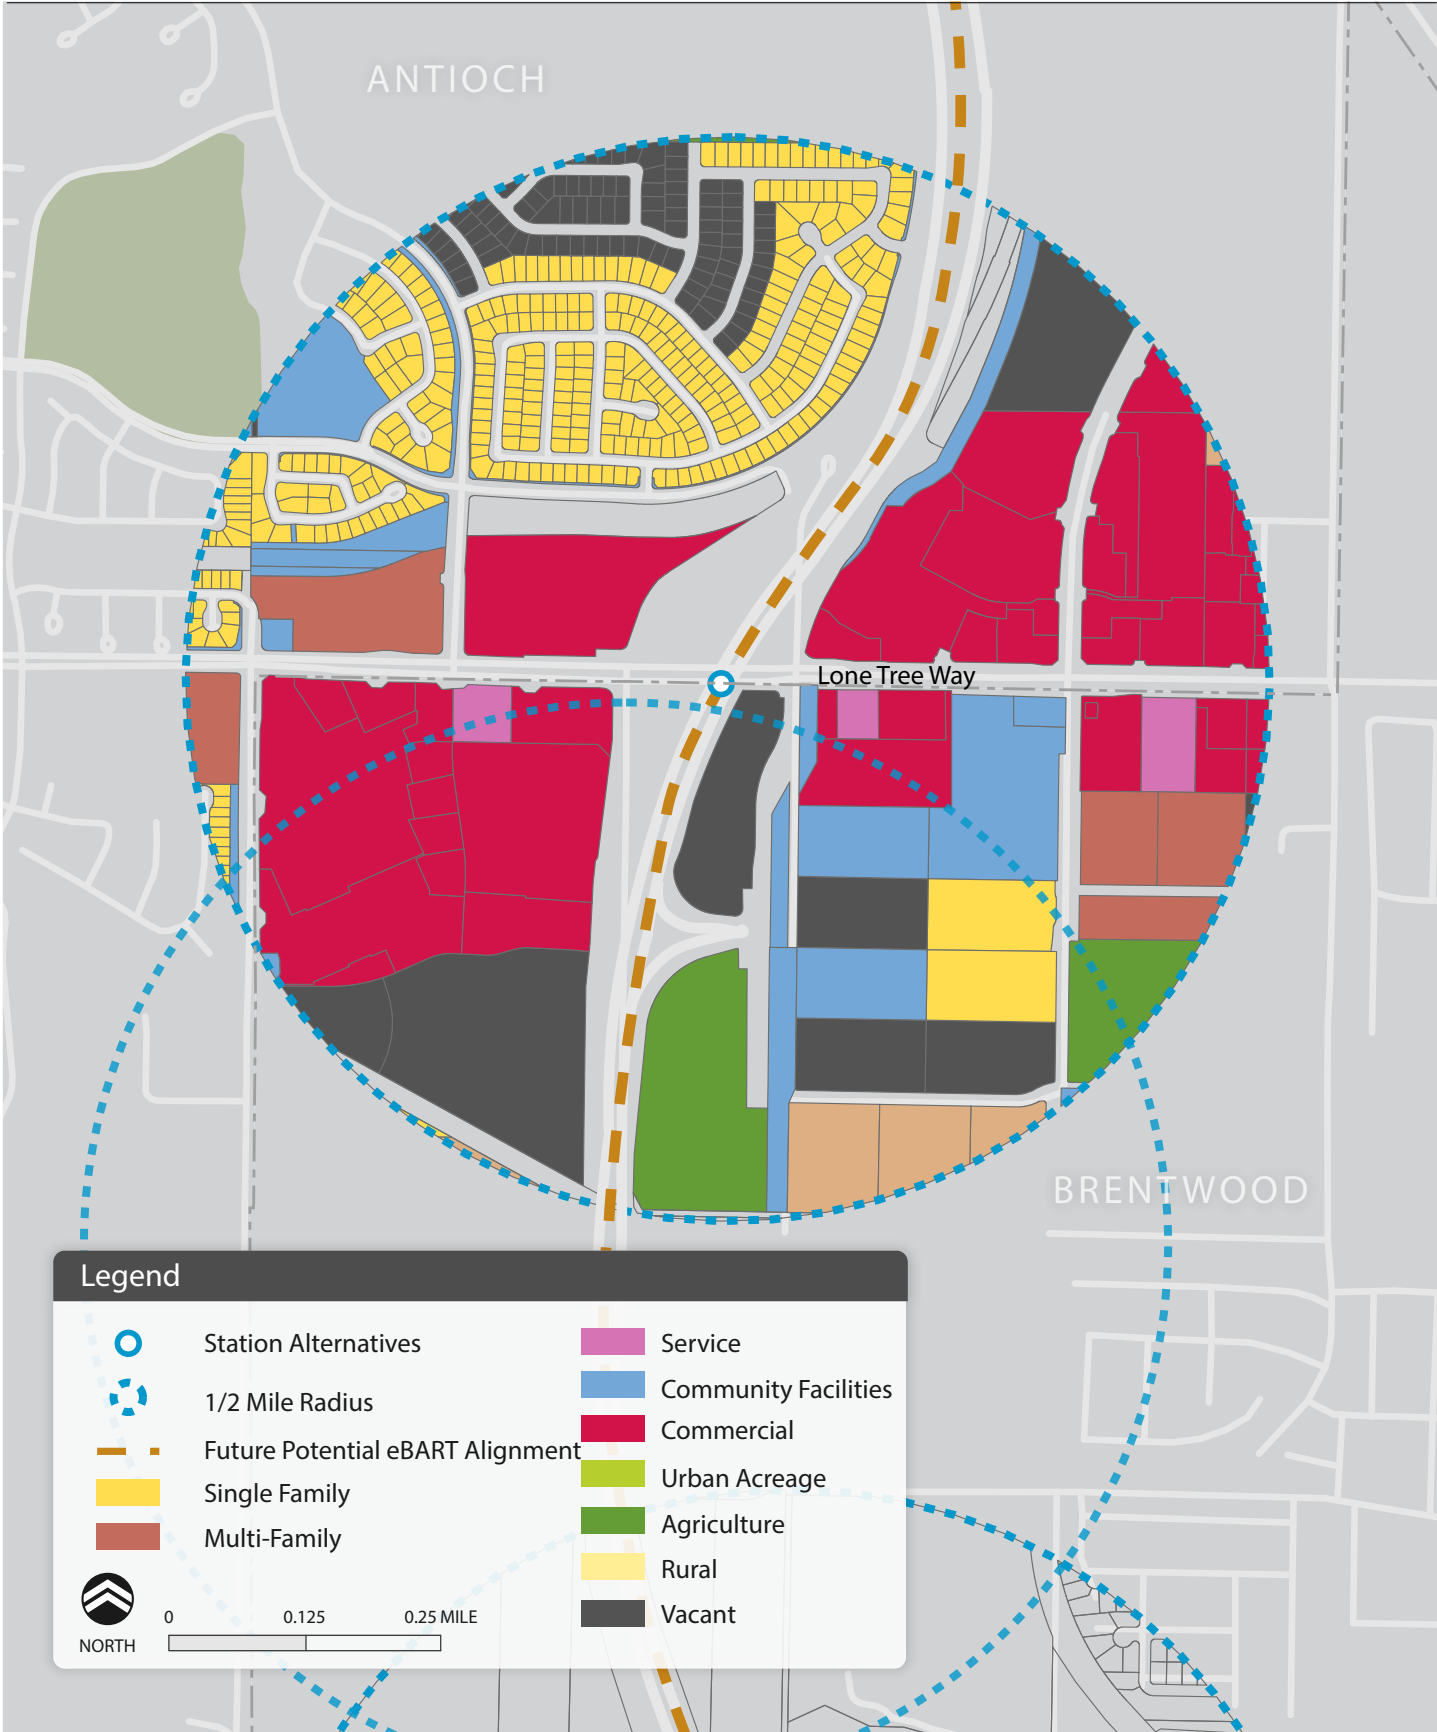 ANTIOCH
Lone Tree Way
BRENTWOOD
Legend
Station Alternatives
1/2 Mile Radius
Future Potential eBART Alignment
Single Family
Multi-Family
Service
Community Facilities
Commercial
Urban Acreage
Agriculture
Rural
Vacant
NORTH
0 0.125 0.25 MILE